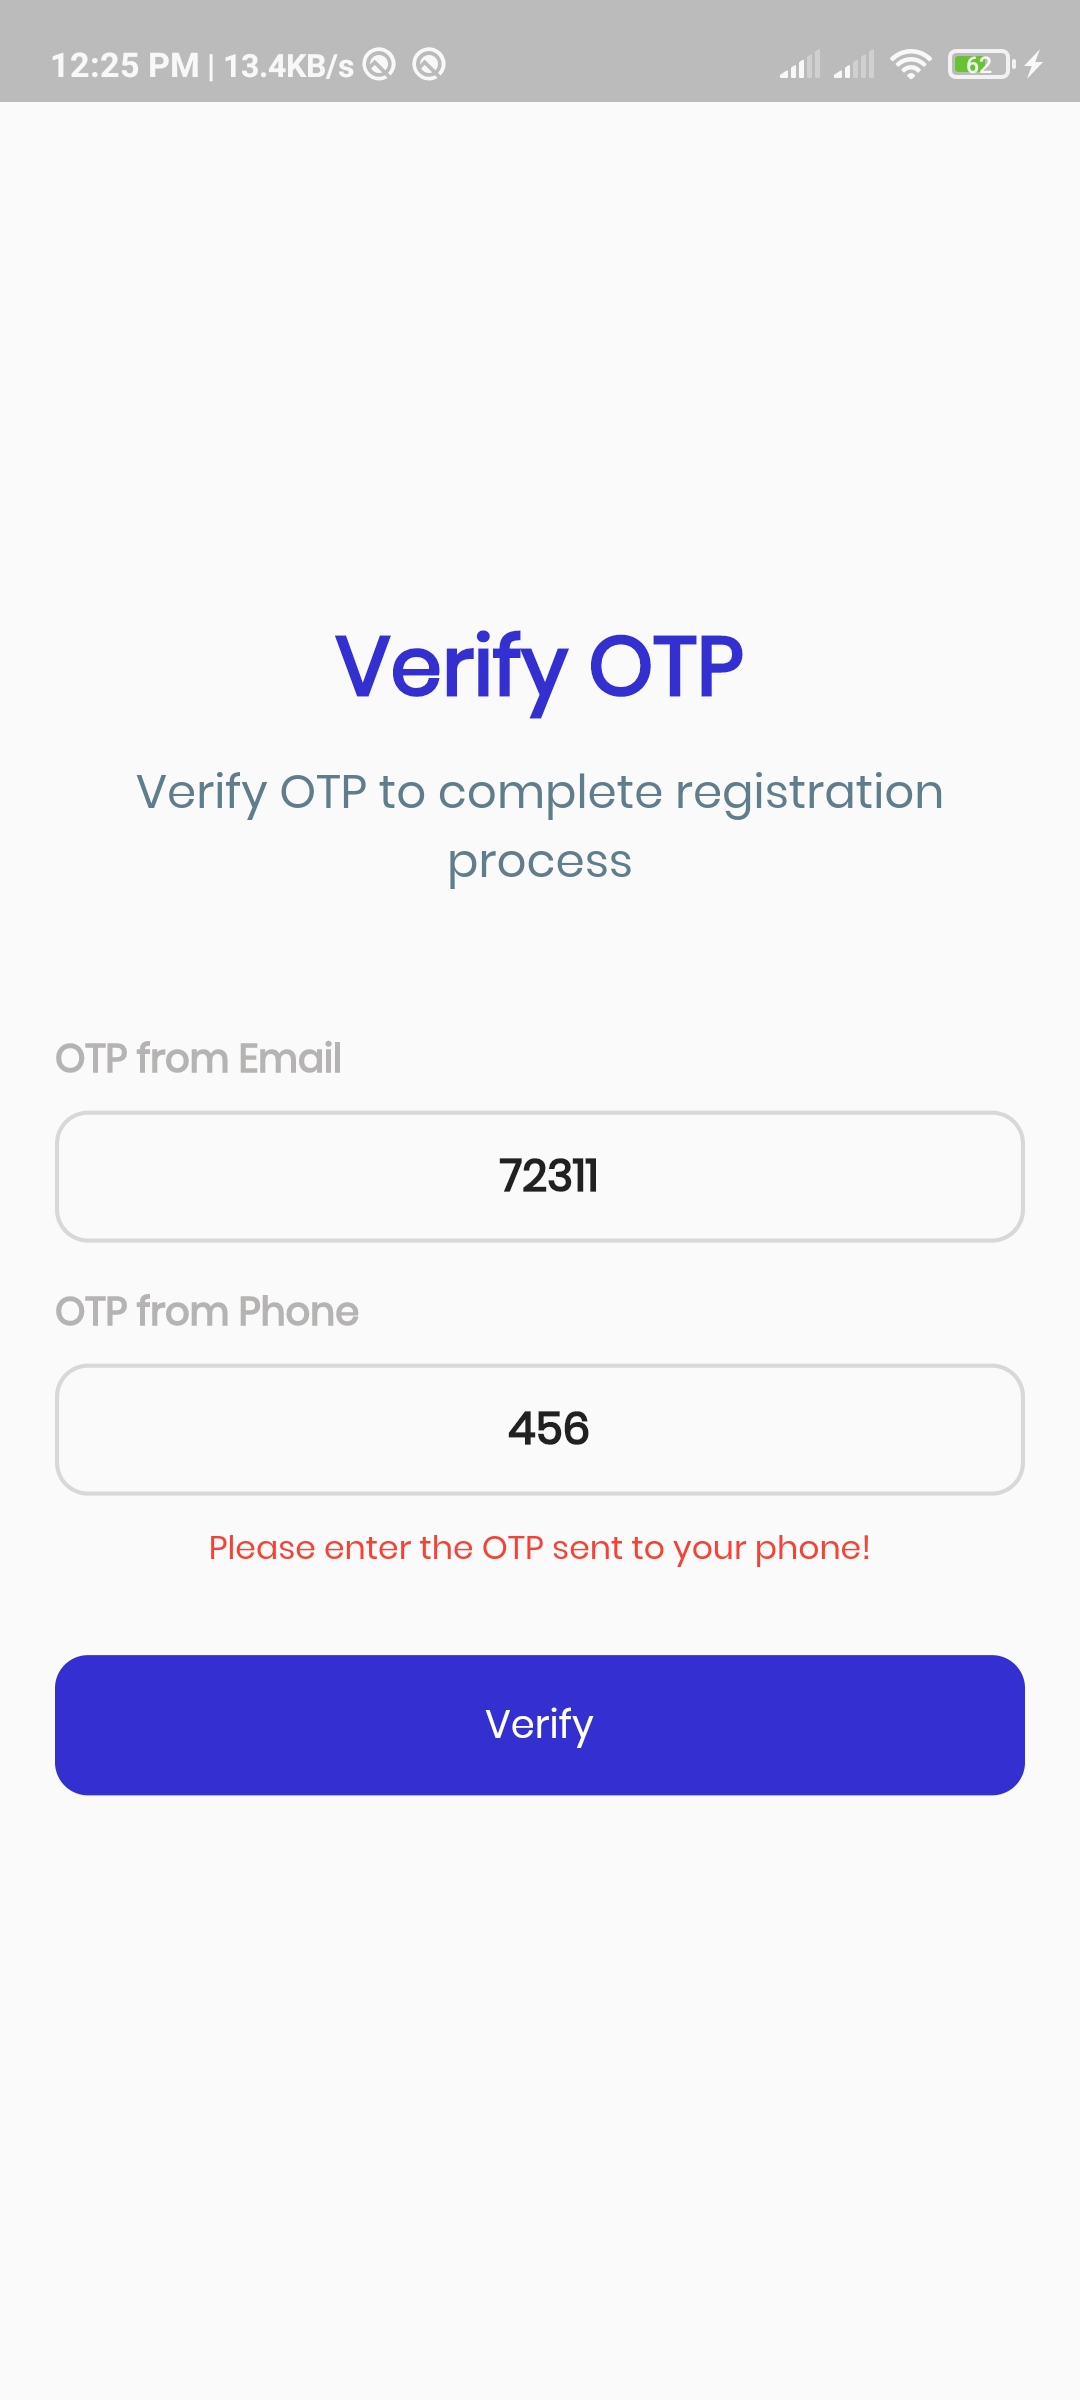 12:25 PM | 13.4KB/s 62
Verify OTP
Verify OTP to complete registration
process
OTP from Email
72311
OTP from Phone
456
Please enter the OTP sent to your phone!
Verify